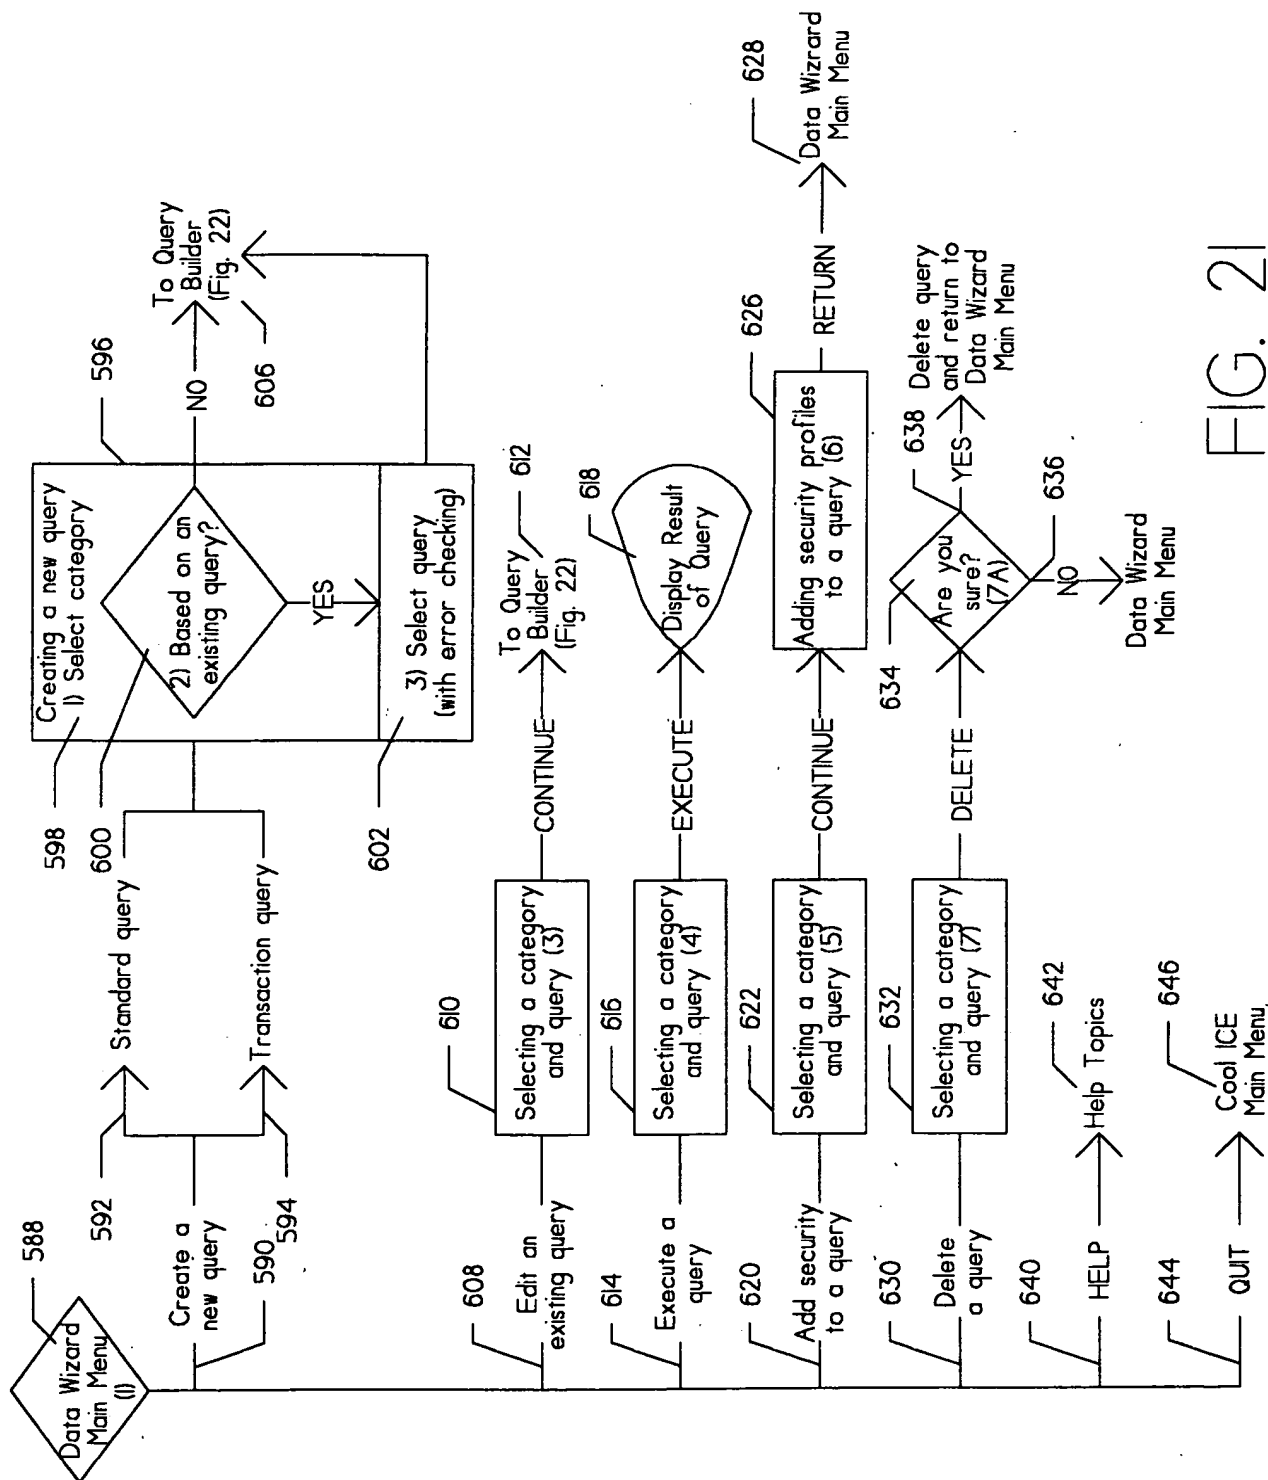 588
Data Wizard
Main Menu
(1)
Create a
new query
590
592
Standard query
594
Transaction query
596
Creating a new query
1) Select category
598
600
2) Based on an
existing query?
NO
To Query
Builder
(Fig. 22)
606
YES
602
3) Select query
(with error checking)
608
Edit an
existing query
610
Selecting a category
and query (3)
CONTINUE
To Query
Builder
(Fig. 22)
612
614
Execute a
query
616
Selecting a category
and query (4)
EXECUTE
618
Display Result
of Query
620
Add security
to a query
622
Selecting a category
and query (5)
CONTINUE
626
Adding security profiles
to a query (6)
RETURN
628
Data Wizrard
Main Menu
630
Delete
a query
632
Selecting a category
and query (7)
DELETE
634
Are you
sure?
(7A)
638
YES
Delete query
and return to
Data Wizard
Main Menu
636
NO
Data Wizard
Main Menu
640
HELP
642
Help Topics
644
QUIT
646
Cool ICE
Main Menu
FIG. 21